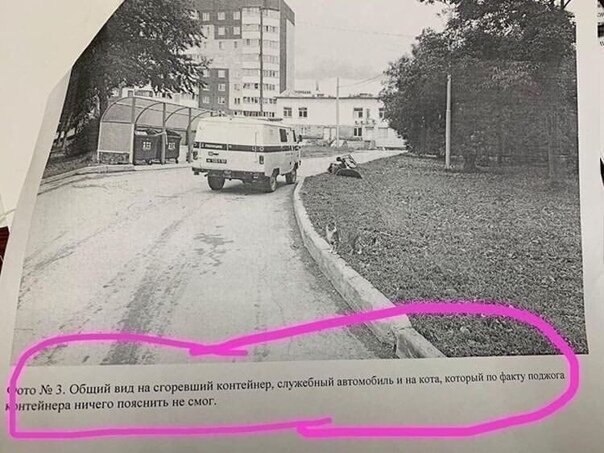 Фото № 3. Общий вид на сгоревший контейнер, служебный автомобиль и на кота, который по факту поджога
контейнера ничего пояснить не смог.